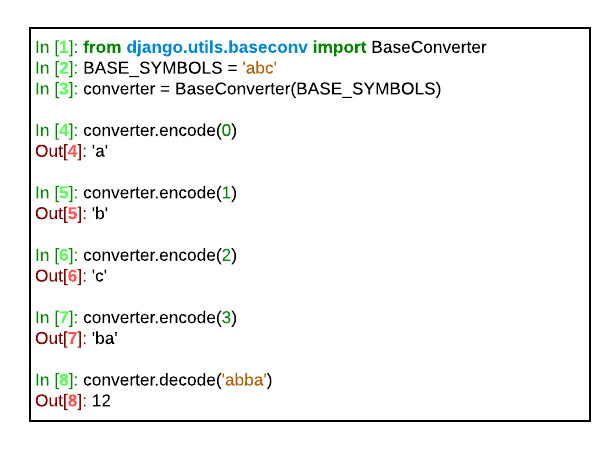 In [1]: from django.utils.baseconv import BaseConverter
In [2]: BASE_SYMBOLS = 'abc'
In [3]: converter = BaseConverter(BASE_SYMBOLS)
In [4]: converter.encode(0)
Out[4]: 'a'
In [5]: converter.encode(1)
Out[5]: 'b'
In [6]: converter.encode(2)
Out[6]: 'c'
In [7]: converter.encode(3)
Out[7]: 'ba'
In [8]: converter.decode('abba')
Out[8]: 12